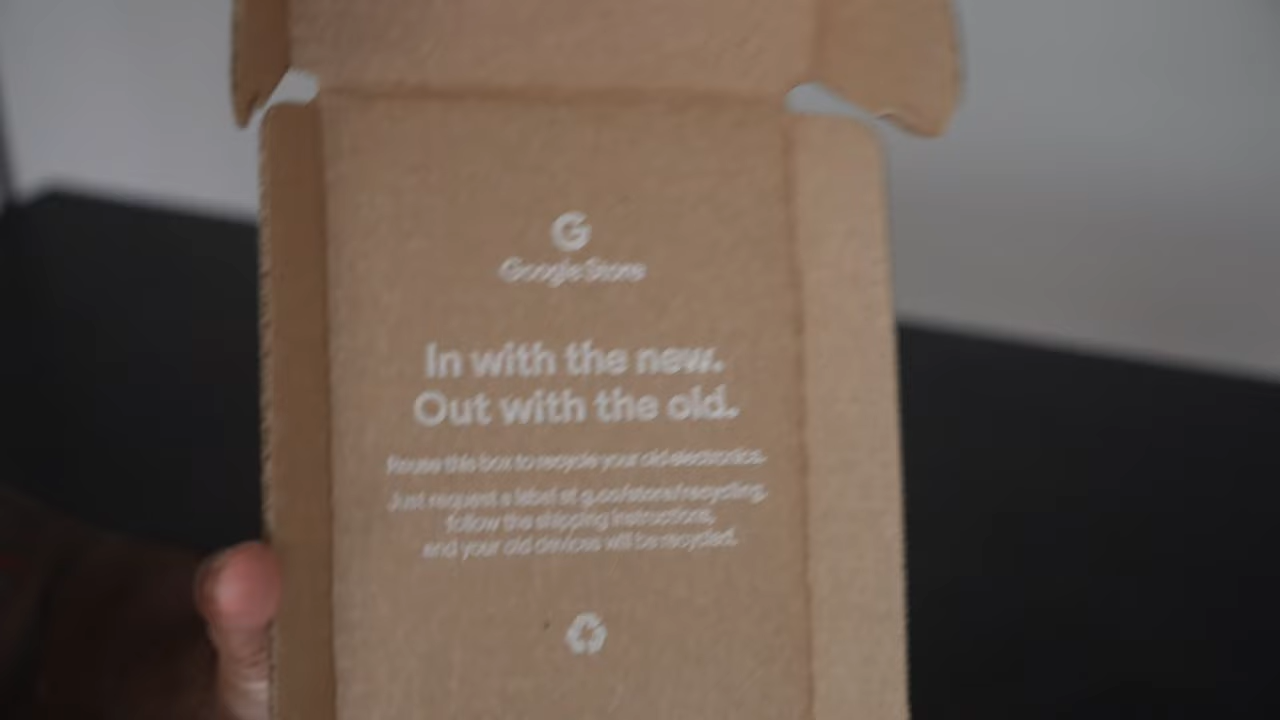 G
Google Store
In with the new.
Out with the old.
Reuse this box to recycle your old electronics.
Just request a label at g.co/store/recycling,
follow the shipping instructions,
and your old devices will be recycled.